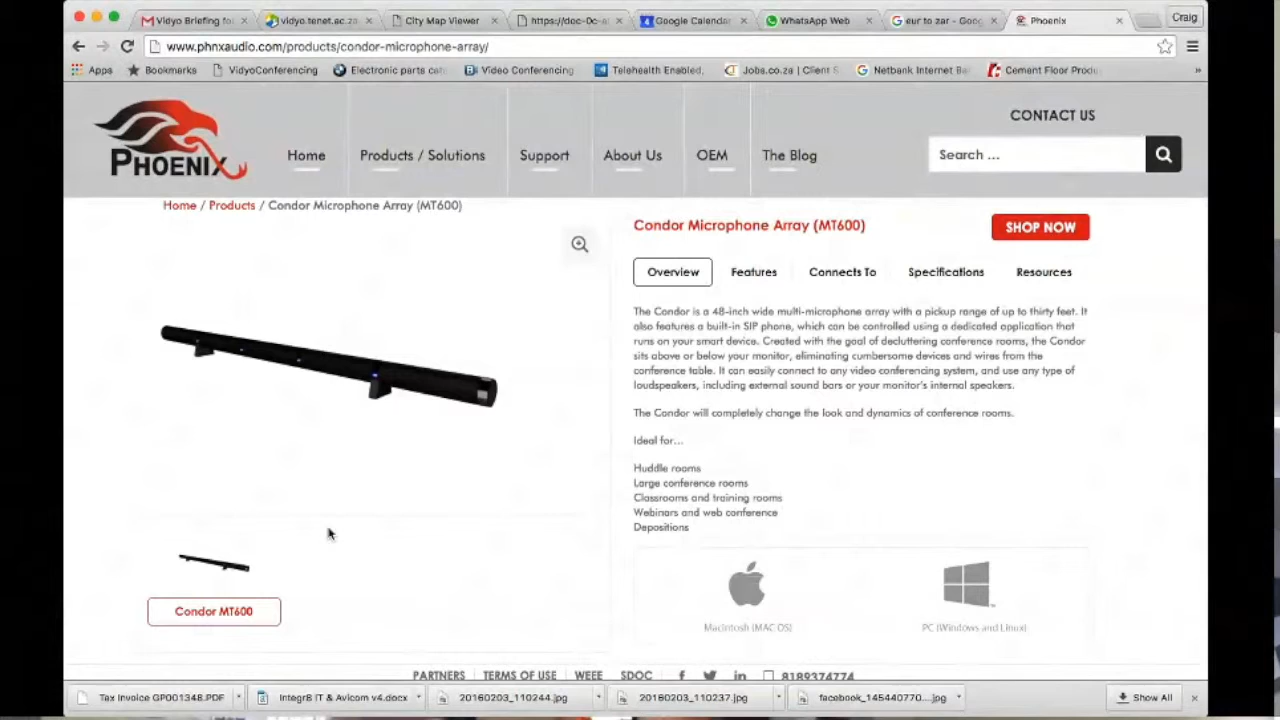 Vidyo Briefing fo
vidyo.tenet.ac.za
City Map Viewer
https://doc-0c-
Google Calendar
WhatsApp Web
eur to zar - Goog
Phoenix
Craig
www.phnxaudio.com/products/condor-microphone-array/
Apps
Bookmarks
VidyoConferencing
Electronic parts cat
Video Conferencing
Telehealth Enabled,
Jobs.co.za | Client S
Netbank Internet Ba
Cement Floor Produ
»
PHOENIX
Home
Products / Solutions
Support
About Us
OEM
The Blog
CONTACT US
Search ...
Home / Products / Condor Microphone Array (MT600)
Condor Microphone Array (MT600)
SHOP NOW
Overview
Features
Connects To
Specifications
Resources
The Condor is a 48-inch wide multi-microphone array with a pickup range of up to thirty feet. It
also features a built-in SIP phone, which can be controlled using a dedicated application that
runs on your smart device. Created with the goal of decluttering conference rooms, the Condor
sits above or below your monitor, eliminating cumbersome devices and wires from the
conference table. It can easily connect to any video conferencing system, and use any type of
loudspeakers, including external sound bars or your monitor's internal speakers.
The Condor will completely change the look and dynamics of conference rooms.
Ideal for...
Huddle rooms
Large conference rooms
Classrooms and training rooms
Webinars and web conference
Depositions
Condor MT600
Macintosh (MAC OS)
PC (Windows and Linux)
PARTNERS
TERMS OF USE
WEEE
SDOC
8189374774
Tax Invoice GP001348.PDF
Integr8 IT & Avicom v4.docx
20160203_110244.jpg
20160203_110237.jpg
facebook_145440770....jpg
Show All